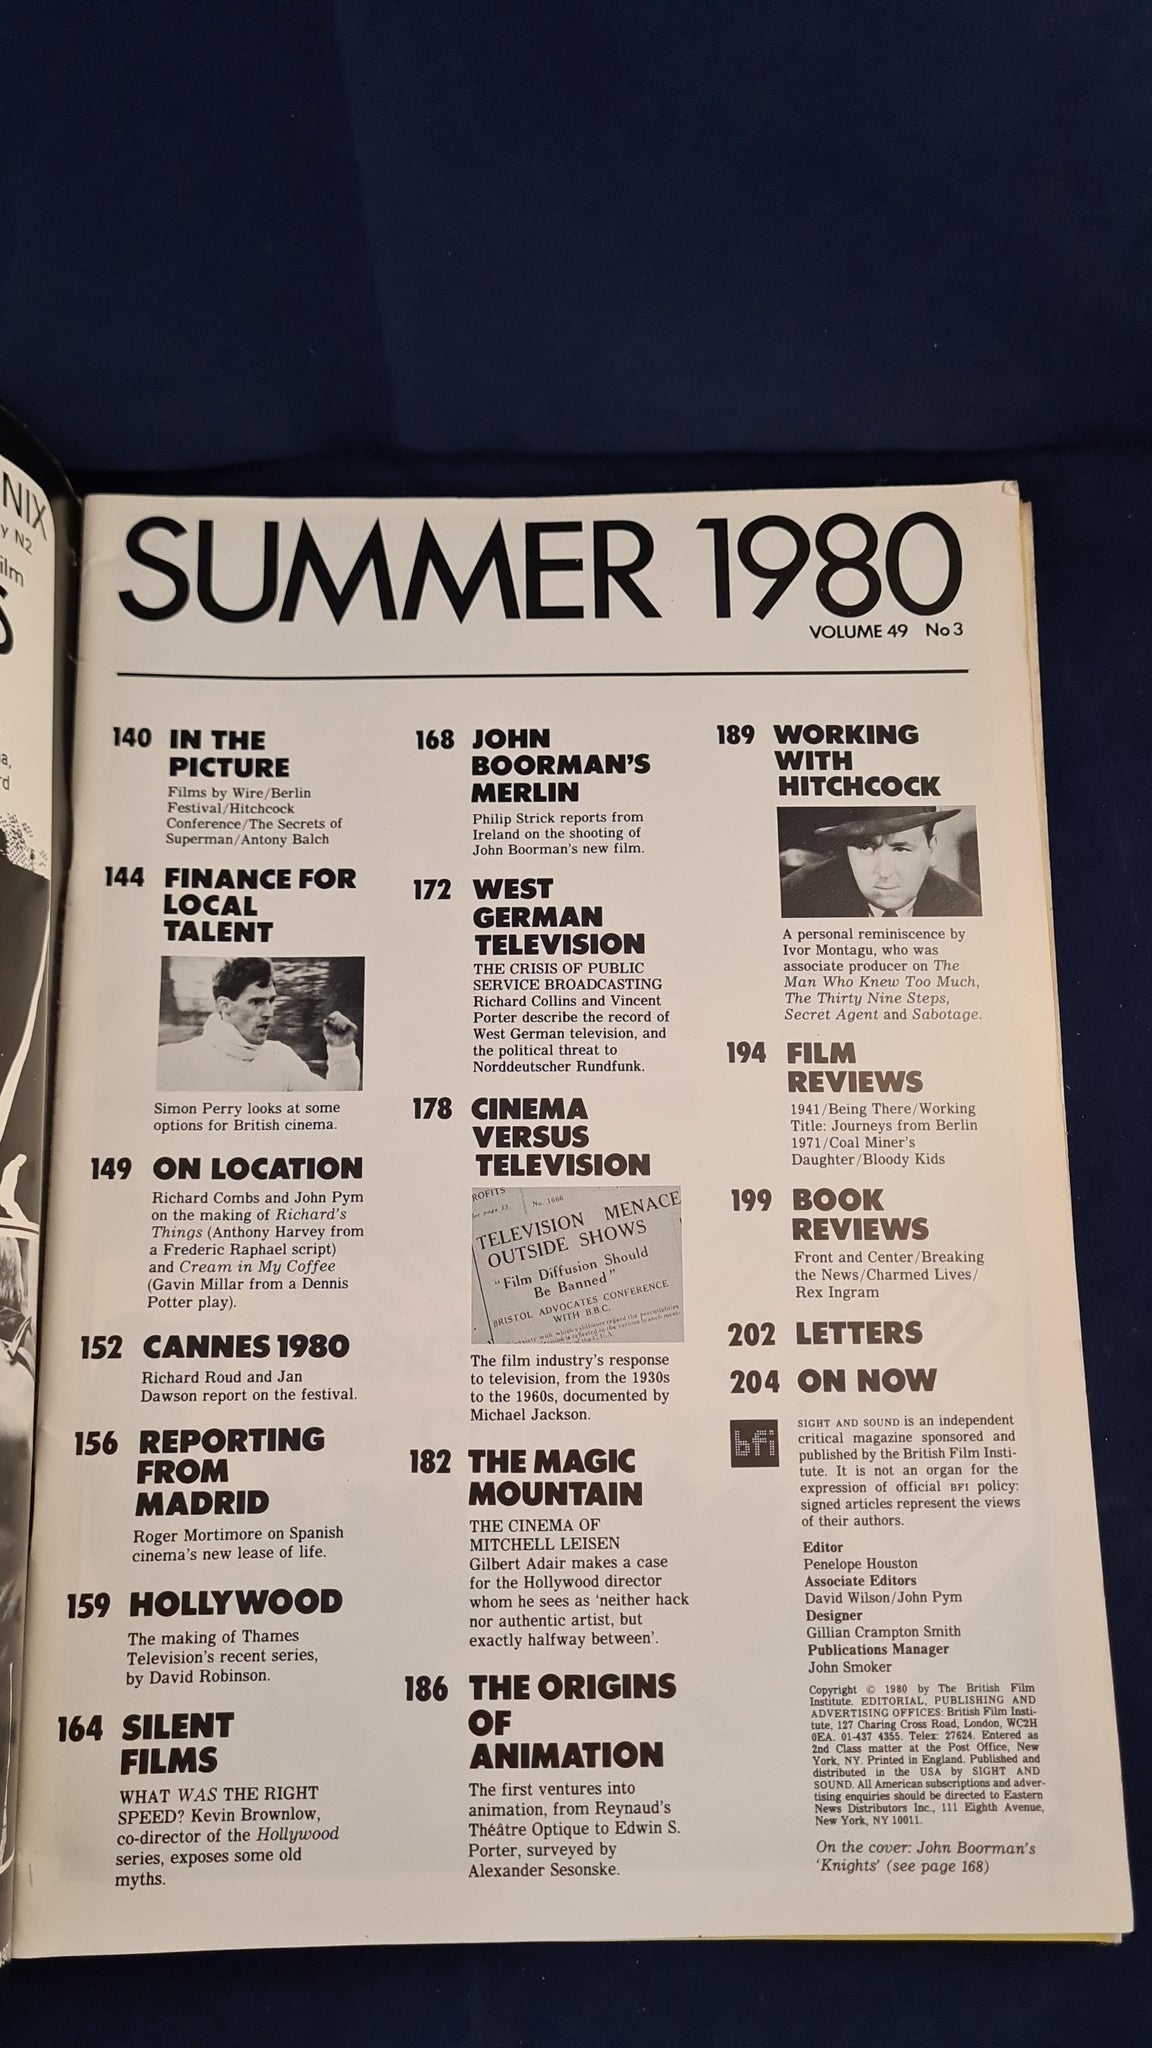 NIX
y N2
ilm
S
a,
rd
SUMMER 1980
VOLUME 49 No 3
140 IN THE
PICTURE
Films by Wire/Berlin
Festival/Hitchcock
Conference/The Secrets of
Superman/Antony Balch
144 FINANCE FOR
LOCAL
TALENT
Simon Perry looks at some
options for British cinema.
149 ON LOCATION
Richard Combs and John Pym
on the making of Richard's
Things (Anthony Harvey from
a Frederic Raphael script)
and Cream in My Coffee
(Gavin Millar from a Dennis
Potter play).
152 CANNES 1980
Richard Roud and Jan
Dawson report on the festival.
156 REPORTING
FROM
MADRID
Roger Mortimore on Spanish
cinema's new lease of life.
159 HOLLYWOOD
The making of Thames
Television's recent series,
by David Robinson.
164 SILENT
FILMS
WHAT WAS THE RIGHT
SPEED? Kevin Brownlow,
co-director of the Hollywood
series, exposes some old
myths.
168 JOHN
BOORMAN'S
MERLIN
Philip Strick reports from
Ireland on the shooting of
John Boorman's new film.
172 WEST
GERMAN
TELEVISION
THE CRISIS OF PUBLIC
SERVICE BROADCASTING
Richard Collins and Vincent
Porter describe the record of
West German television, and
the political threat to
Norddeutscher Rundfunk.
178 CINEMA
VERSUS
TELEVISION
ROFITS
See page 13
No. 1666
TELEVISION MENACE
OUTSIDE SHOWS
"Film Diffusion Should
Be Banned"
BRISTOL ADVOCATES CONFERENCE
WITH B.B.C.
The film industry's response
to television, from the 1930s
to the 1960s, documented by
Michael Jackson.
182 THE MAGIC
MOUNTAIN
THE CINEMA OF
MITCHELL LEISEN
Gilbert Adair makes a case
for the Hollywood director
whom he sees as 'neither hack
nor authentic artist, but
exactly halfway between'.
186 THE ORIGINS
OF
ANIMATION
The first ventures into
animation, from Reynaud's
Théâtre Optique to Edwin S.
Porter, surveyed by
Alexander Sesonske.
189 WORKING
WITH
HITCHCOCK
A personal reminiscence by
Ivor Montagu, who was
associate producer on The
Man Who Knew Too Much,
The Thirty Nine Steps,
Secret Agent and Sabotage.
194 FILM
REVIEWS
1941/Being There/Working
Title: Journeys from Berlin
1971/Coal Miner's
Daughter/Bloody Kids
199 BOOK
REVIEWS
Front and Center/Breaking
the News/Charmed Lives/
Rex Ingram
202 LETTERS
204 ON NOW
bfi
SIGHT AND SOUND is an independent
critical magazine sponsored and
published by the British Film Insti-
tute. It is not an organ for the
expression of official BFI policy:
signed articles represent the views
of their authors.
Editor
Penelope Houston
Associate Editors
David Wilson/John Pym
Designer
Gillian Crampton Smith
Publications Manager
John Smoker
Copyright © 1980 by The British Film
Institute. EDITORIAL, PUBLISHING AND
ADVERTISING OFFICES: British Film Insti-
tute, 127 Charing Cross Road, London, WC2H
0EA. 01-437 4355. Telex: 27624. Entered as
2nd Class matter at the Post Office, New
York, NY. Printed in England. Published and
distributed in the USA by SIGHT AND
SOUND. All American subscriptions and adver-
tising enquiries should be directed to Eastern
News Distributors Inc., 111 Eighth Avenue,
New York, NY 10011.
On the cover: John Boorman's
'Knights' (see page 168)